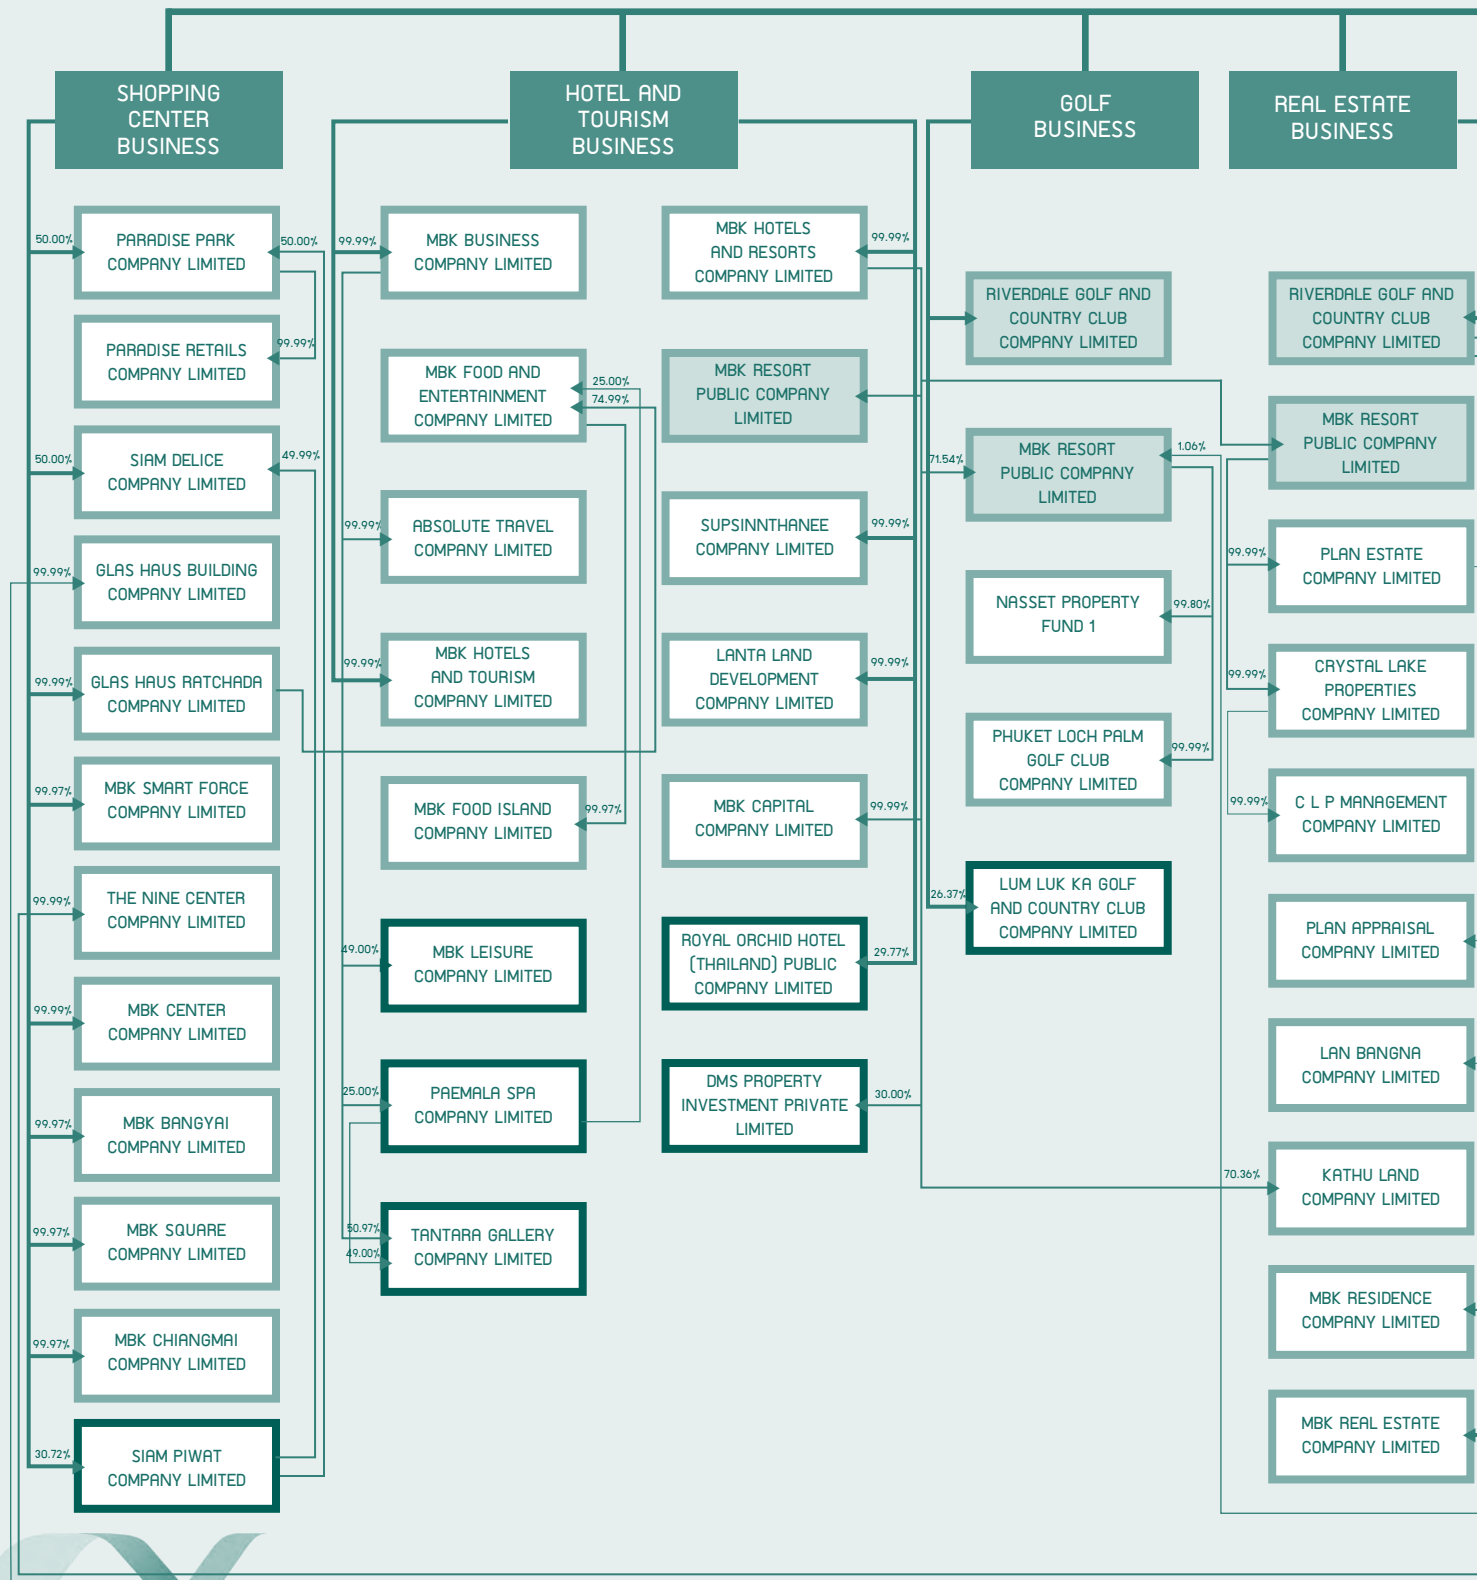 SHOPPING
CENTER
BUSINESS
50.00%
PARADISE PARK
COMPANY LIMITED
50.00%
PARADISE RETAILS
COMPANY LIMITED
99.99%
50.00%
SIAM DELICE
COMPANY LIMITED
49.99%
99.99%
GLAS HAUS BUILDING
COMPANY LIMITED
99.99%
GLAS HAUS RATCHADA
COMPANY LIMITED
99.97%
MBK SMART FORCE
COMPANY LIMITED
99.99%
THE NINE CENTER
COMPANY LIMITED
99.99%
MBK CENTER
COMPANY LIMITED
99.97%
MBK BANGYAI
COMPANY LIMITED
99.97%
MBK SQUARE
COMPANY LIMITED
99.97%
MBK CHIANGMAI
COMPANY LIMITED
30.72%
SIAM PIWAT
COMPANY LIMITED
HOTEL AND
TOURISM
BUSINESS
99.99%
MBK BUSINESS
COMPANY LIMITED
MBK FOOD AND
ENTERTAINMENT
COMPANY LIMITED
25.00%
74.99%
99.99%
ABSOLUTE TRAVEL
COMPANY LIMITED
99.99%
MBK HOTELS
AND TOURISM
COMPANY LIMITED
MBK FOOD ISLAND
COMPANY LIMITED
99.97%
49.00%
MBK LEISURE
COMPANY LIMITED
25.00%
PAEMALA SPA
COMPANY LIMITED
50.97%
49.00%
TANTARA GALLERY
COMPANY LIMITED
MBK HOTELS
AND RESORTS
COMPANY LIMITED
99.99%
MBK RESORT
PUBLIC COMPANY
LIMITED
SUPSINNTHANEE
COMPANY LIMITED
99.99%
LANTA LAND
DEVELOPMENT
COMPANY LIMITED
99.99%
MBK CAPITAL
COMPANY LIMITED
99.99%
ROYAL ORCHID HOTEL
(THAILAND) PUBLIC
COMPANY LIMITED
29.77%
DMS PROPERTY
INVESTMENT PRIVATE
LIMITED
30.00%
GOLF
BUSINESS
RIVERDALE GOLF AND
COUNTRY CLUB
COMPANY LIMITED
71.54%
MBK RESORT
PUBLIC COMPANY
LIMITED
1.06%
NASSET PROPERTY
FUND 1
99.80%
PHUKET LOCH PALM
GOLF CLUB
COMPANY LIMITED
99.99%
26.37%
LUM LUK KA GOLF
AND COUNTRY CLUB
COMPANY LIMITED
REAL ESTATE
BUSINESS
RIVERDALE GOLF AND
COUNTRY CLUB
COMPANY LIMITED
MBK RESORT
PUBLIC COMPANY
LIMITED
99.99%
PLAN ESTATE
COMPANY LIMITED
99.99%
CRYSTAL LAKE
PROPERTIES
COMPANY LIMITED
99.99%
C L P MANAGEMENT
COMPANY LIMITED
PLAN APPRAISAL
COMPANY LIMITED
LAN BANGNA
COMPANY LIMITED
70.36%
KATHU LAND
COMPANY LIMITED
MBK RESIDENCE
COMPANY LIMITED
MBK REAL ESTATE
COMPANY LIMITED